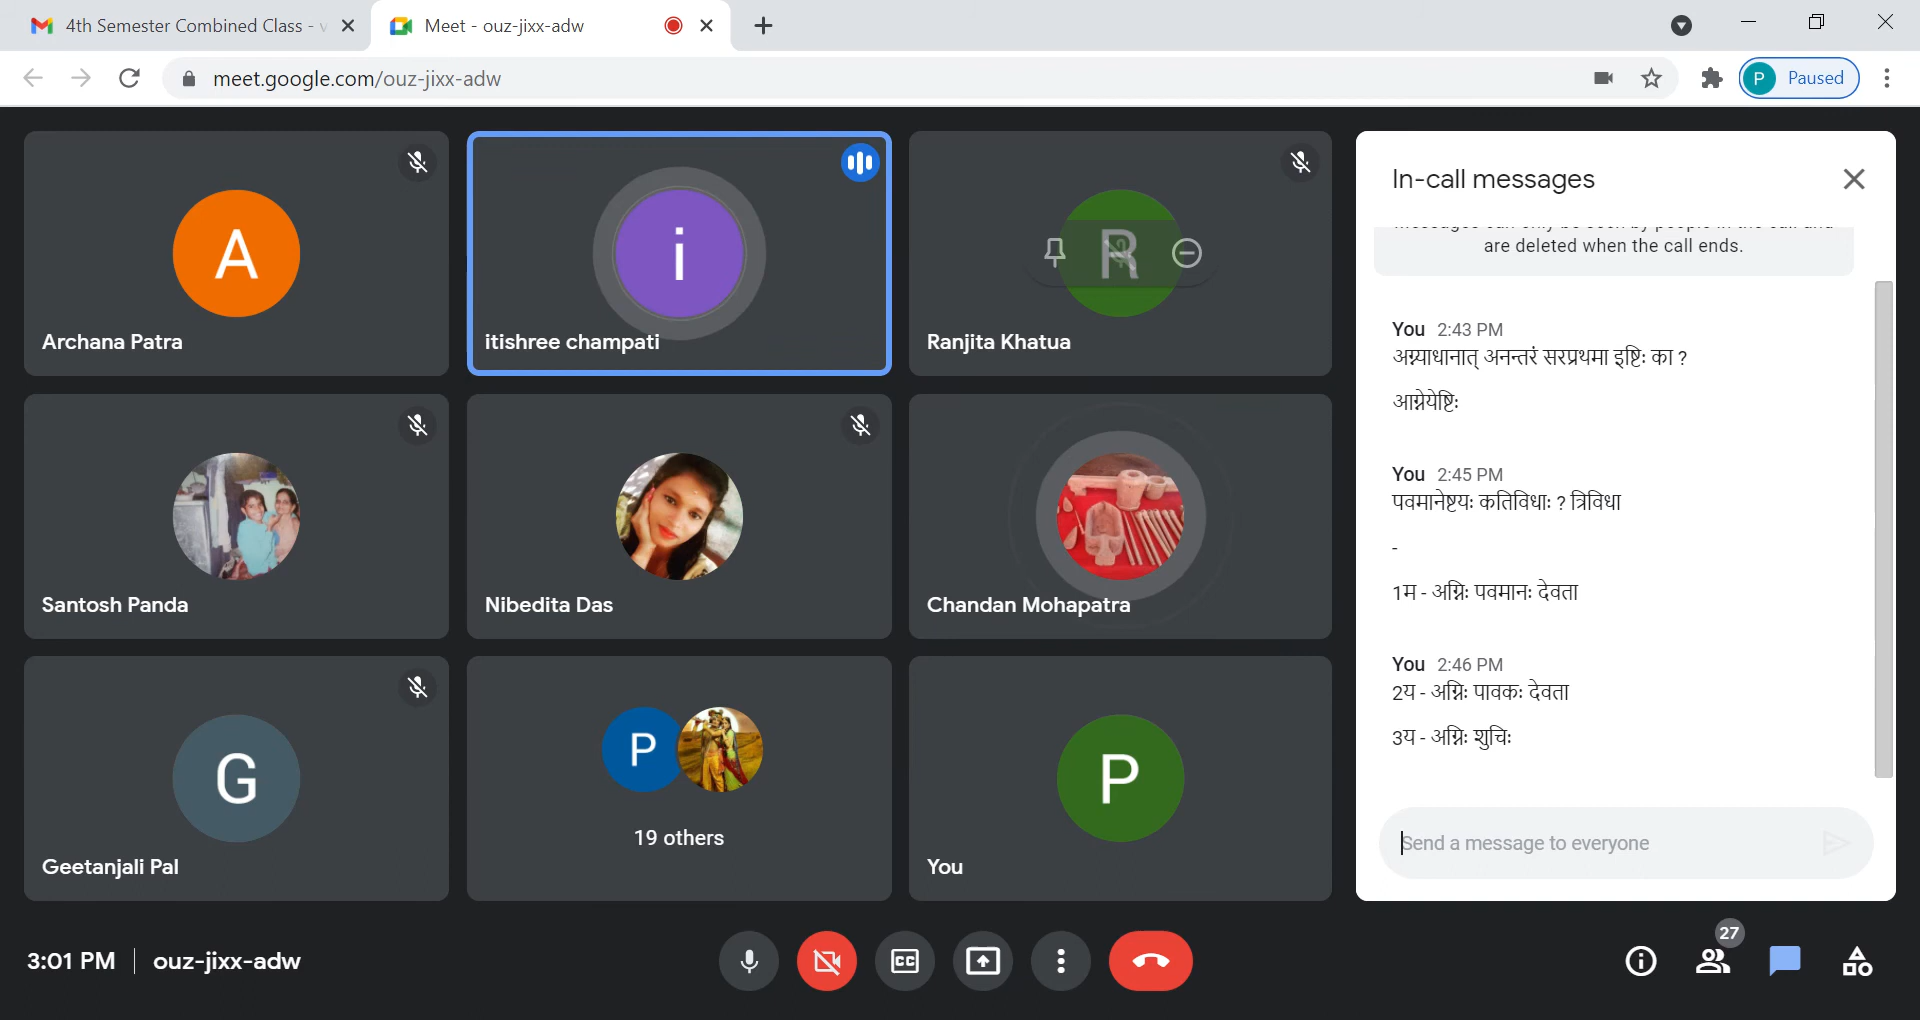 4th Semester Combined Class - v
Meet - ouz-jixx-adw
meet.google.com/ouz-jixx-adw
P
Paused
A
Archana Patra
i
itishree champati
R
Ranjita Khatua
Santosh Panda
Nibedita Das
Chandan Mohapatra
G
Geetanjali Pal
P
19 others
P
You
In-call messages
are deleted when the call ends.
You 2:43 PM
अग्न्याधानात् अनन्तरं सरप्रथमा इष्टिः का ?
आग्नेयेष्टिः
You 2:45 PM
पवमानेष्टयः कतिविधाः ? त्रिविधा
-
1म - अग्निः पवमानः देवता
You 2:46 PM
2य - अग्निः पावकः देवता
3य - अग्निः शुचिः
Send a message to everyone
3:01 PM | ouz-jixx-adw
CC
27